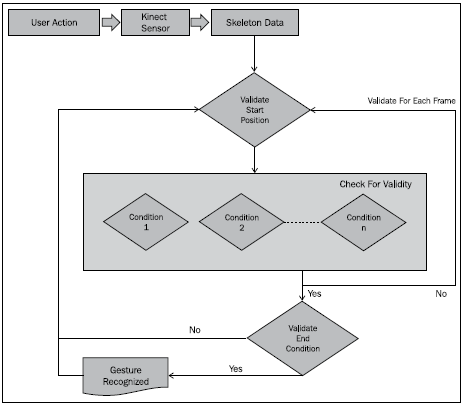 User Action
Kinect
Sensor
Skeleton Data
Validate
Start
Position
Validate For Each Frame
Check For Validity
Condition
1
Condition
2
Condition
n
Yes
No
No
Validate
End
Condition
Yes
Gesture
Recognized